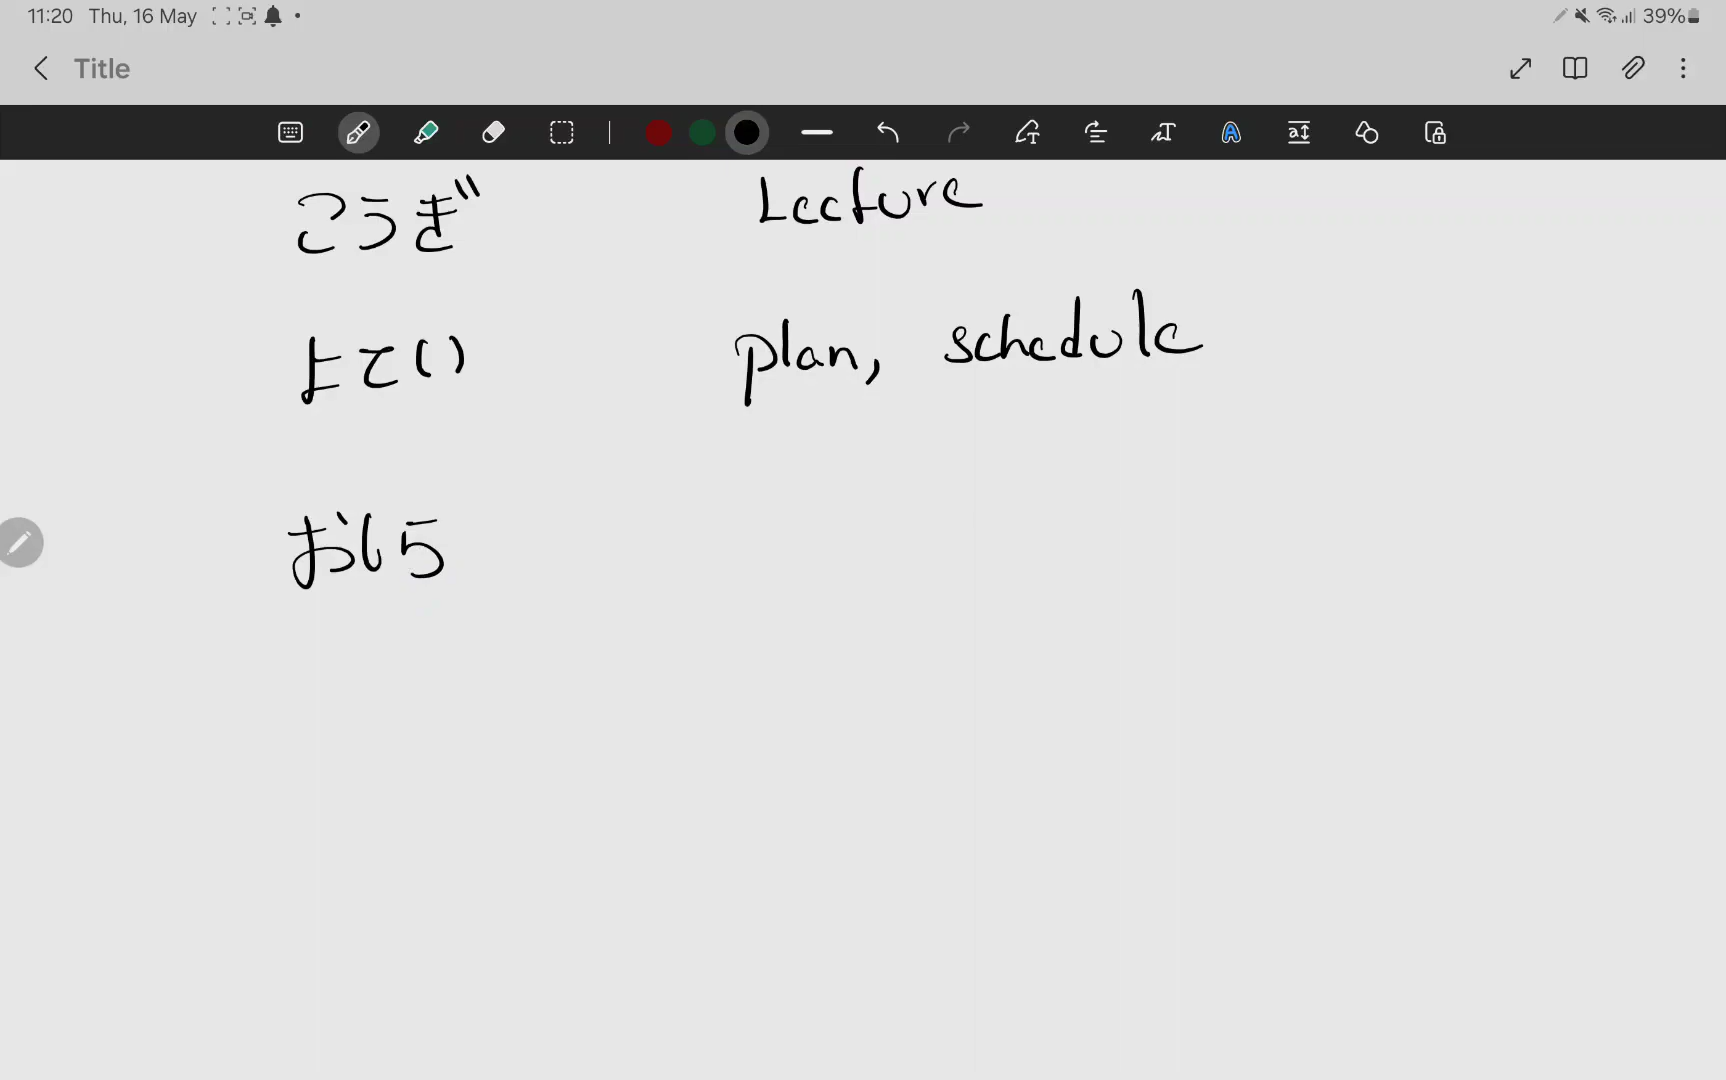 11:20 Thu, 16 May 39%
Title
こうぎ Lecture
よてい plan, schedule
おしら